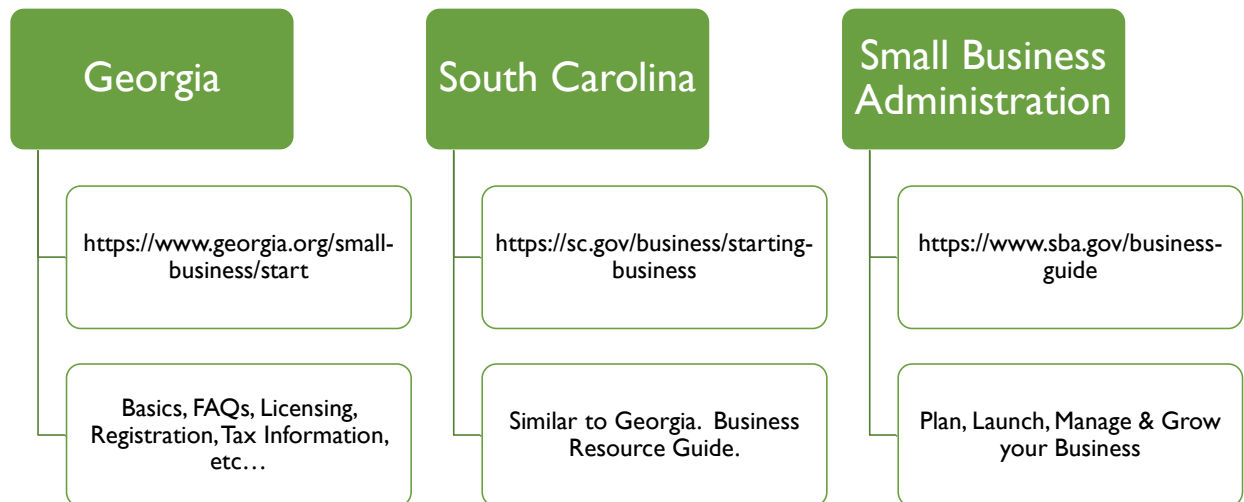 Georgia
https://www.georgia.org/small-
business/start
Basics, FAQs, Licensing,
Registration, Tax Information,
etc…
South Carolina
https://sc.gov/business/starting-
business
Similar to Georgia.  Business
Resource Guide.
Small Business
Administration
https://www.sba.gov/business-
guide
Plan, Launch, Manage & Grow
your Business